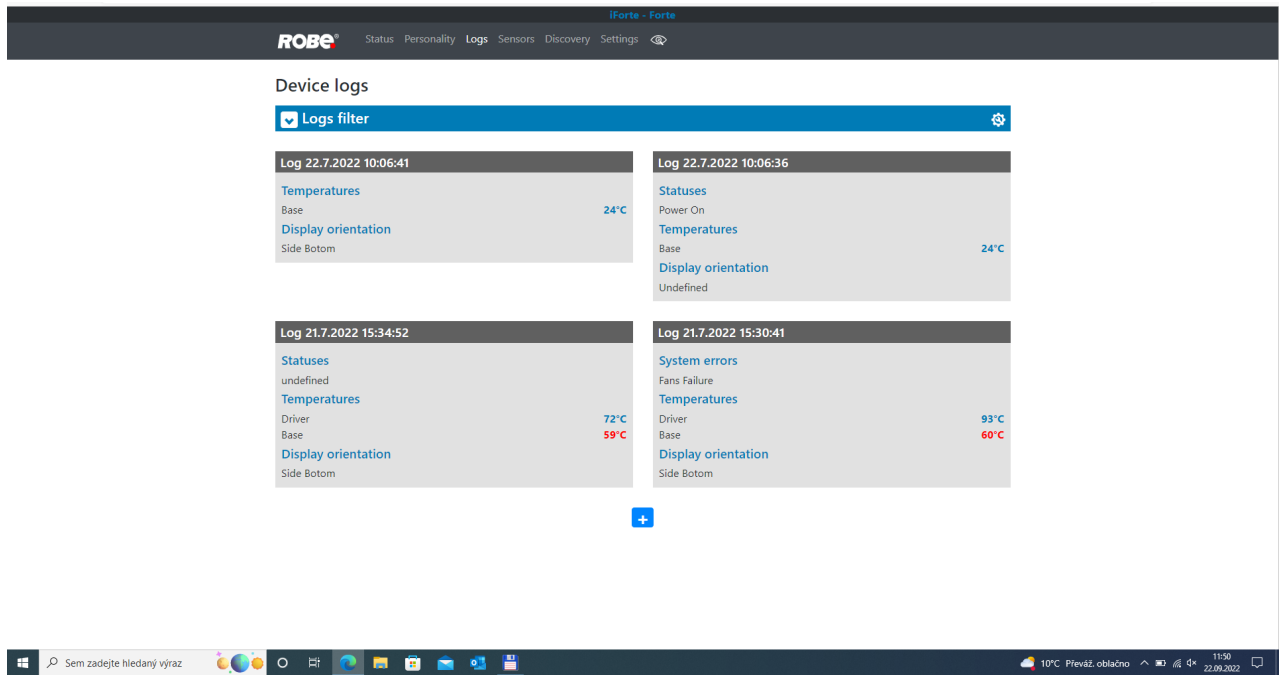 iForte - Forte
ROBE® Status Personality Logs Sensors Discovery Settings
Device logs
Logs filter
Log 22.7.2022 10:06:41
Temperatures
Base 24°C
Display orientation
Side Botom
Log 22.7.2022 10:06:36
Statuses
Power On
Temperatures
Base 24°C
Display orientation
Undefined
Log 21.7.2022 15:34:52
Statuses
undefined
Temperatures
Driver 72°C
Base 59°C
Display orientation
Side Botom
Log 21.7.2022 15:30:41
System errors
Fans Failure
Temperatures
Driver 93°C
Base 60°C
Display orientation
Side Botom
+
Sem zadejte hledaný výraz
10°C Převáž. oblačno
11:50
22.09.2022